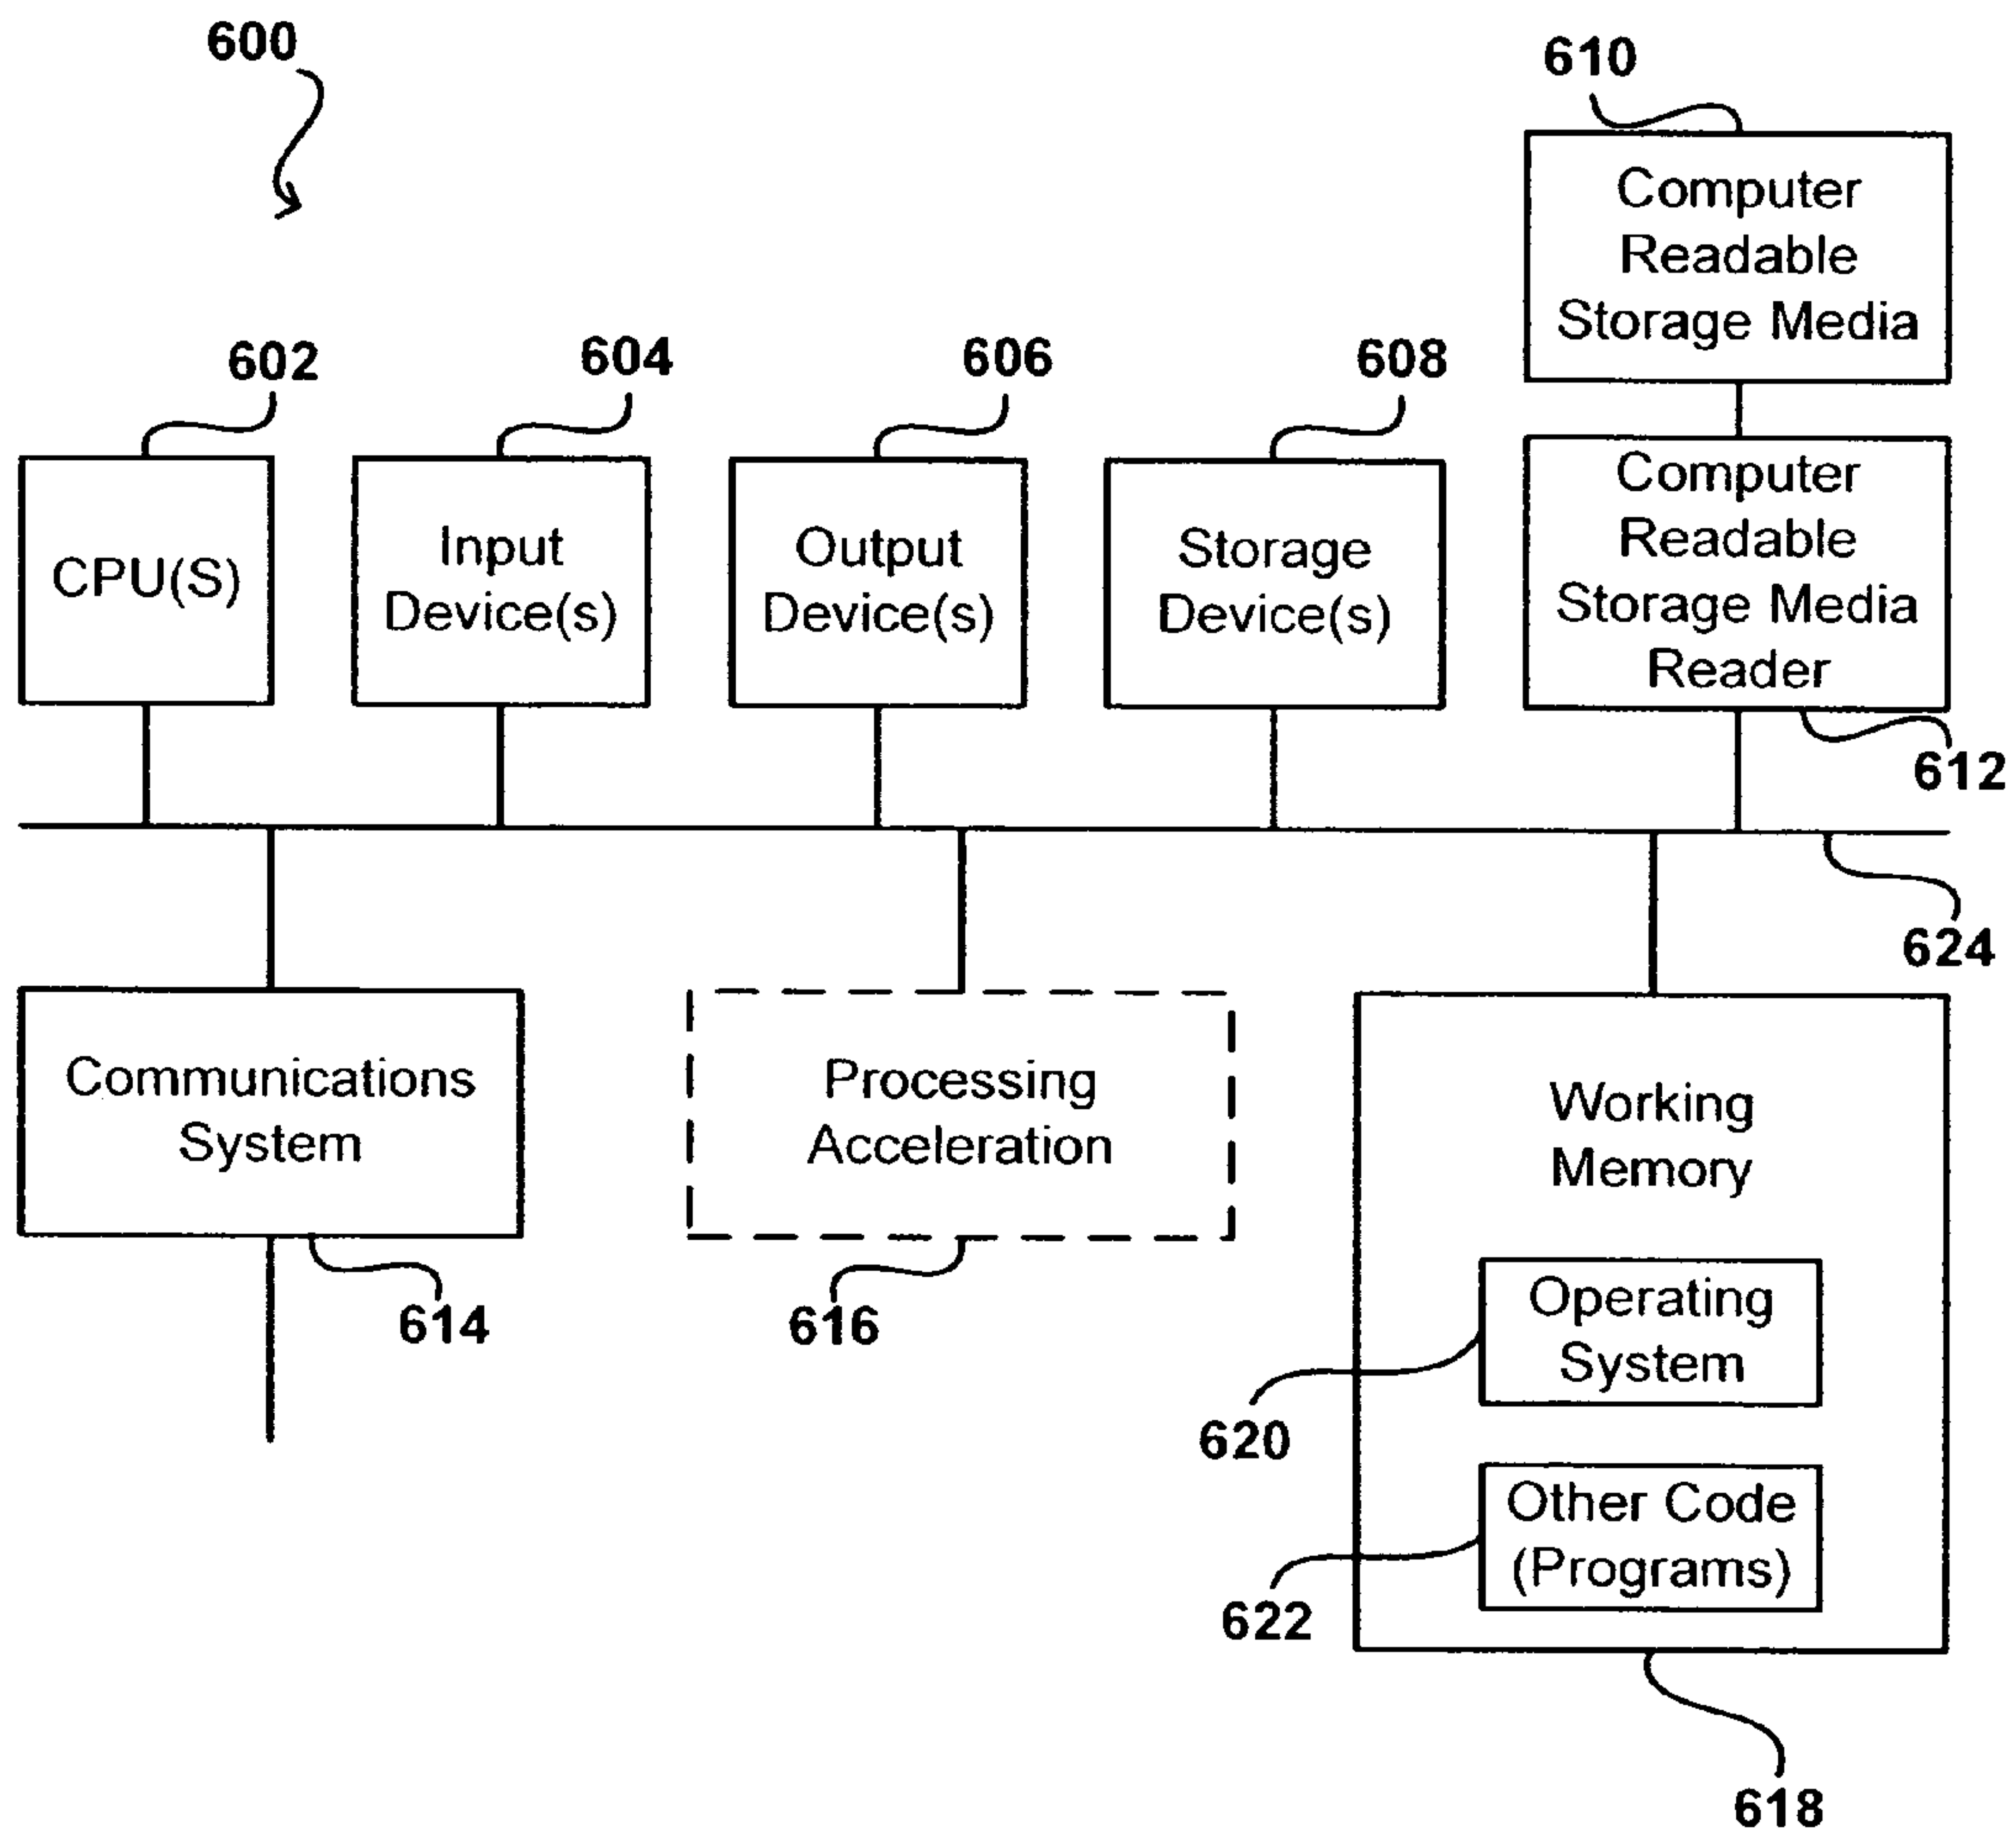 600
610
Computer
Readable
Storage Media
602
604
606
608
CPU(S)
Input
Device(s)
Output
Device(s)
Storage
Device(s)
Computer
Readable
Storage Media
Reader
612
624
Communications
System
614
Processing
Acceleration
616
Working
Memory
Operating
System
620
Other Code
(Programs)
622
618